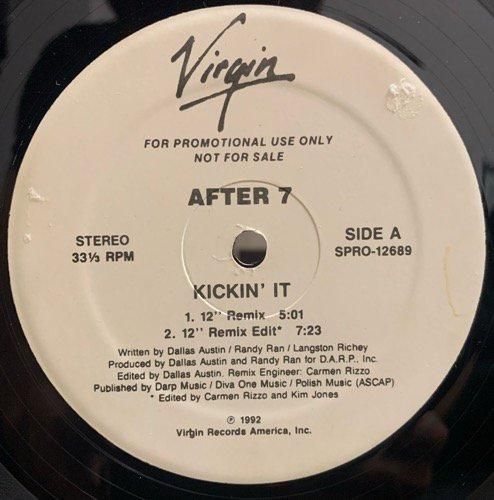 Virgin
FOR PROMOTIONAL USE ONLY
NOT FOR SALE
AFTER 7
STEREO
33⅓ RPM
SIDE A
SPRO-12689
KICKIN' IT
1. 12'' Remix 5:01
2. 12'' Remix Edit* 7:23
Written by Dallas Austin / Randy Ran / Langston Richey
Produced by Dallas Austin and Randy Ran for D.A.R.P., Inc.
Edited by Dallas Austin. Remix Engineer: Carmen Rizzo
Published by Darp Music / Diva One Music / Polish Music (ASCAP)
* Edited by Carmen Rizzo and Kim Jones
℗ 1992
Virgin Records America, Inc.